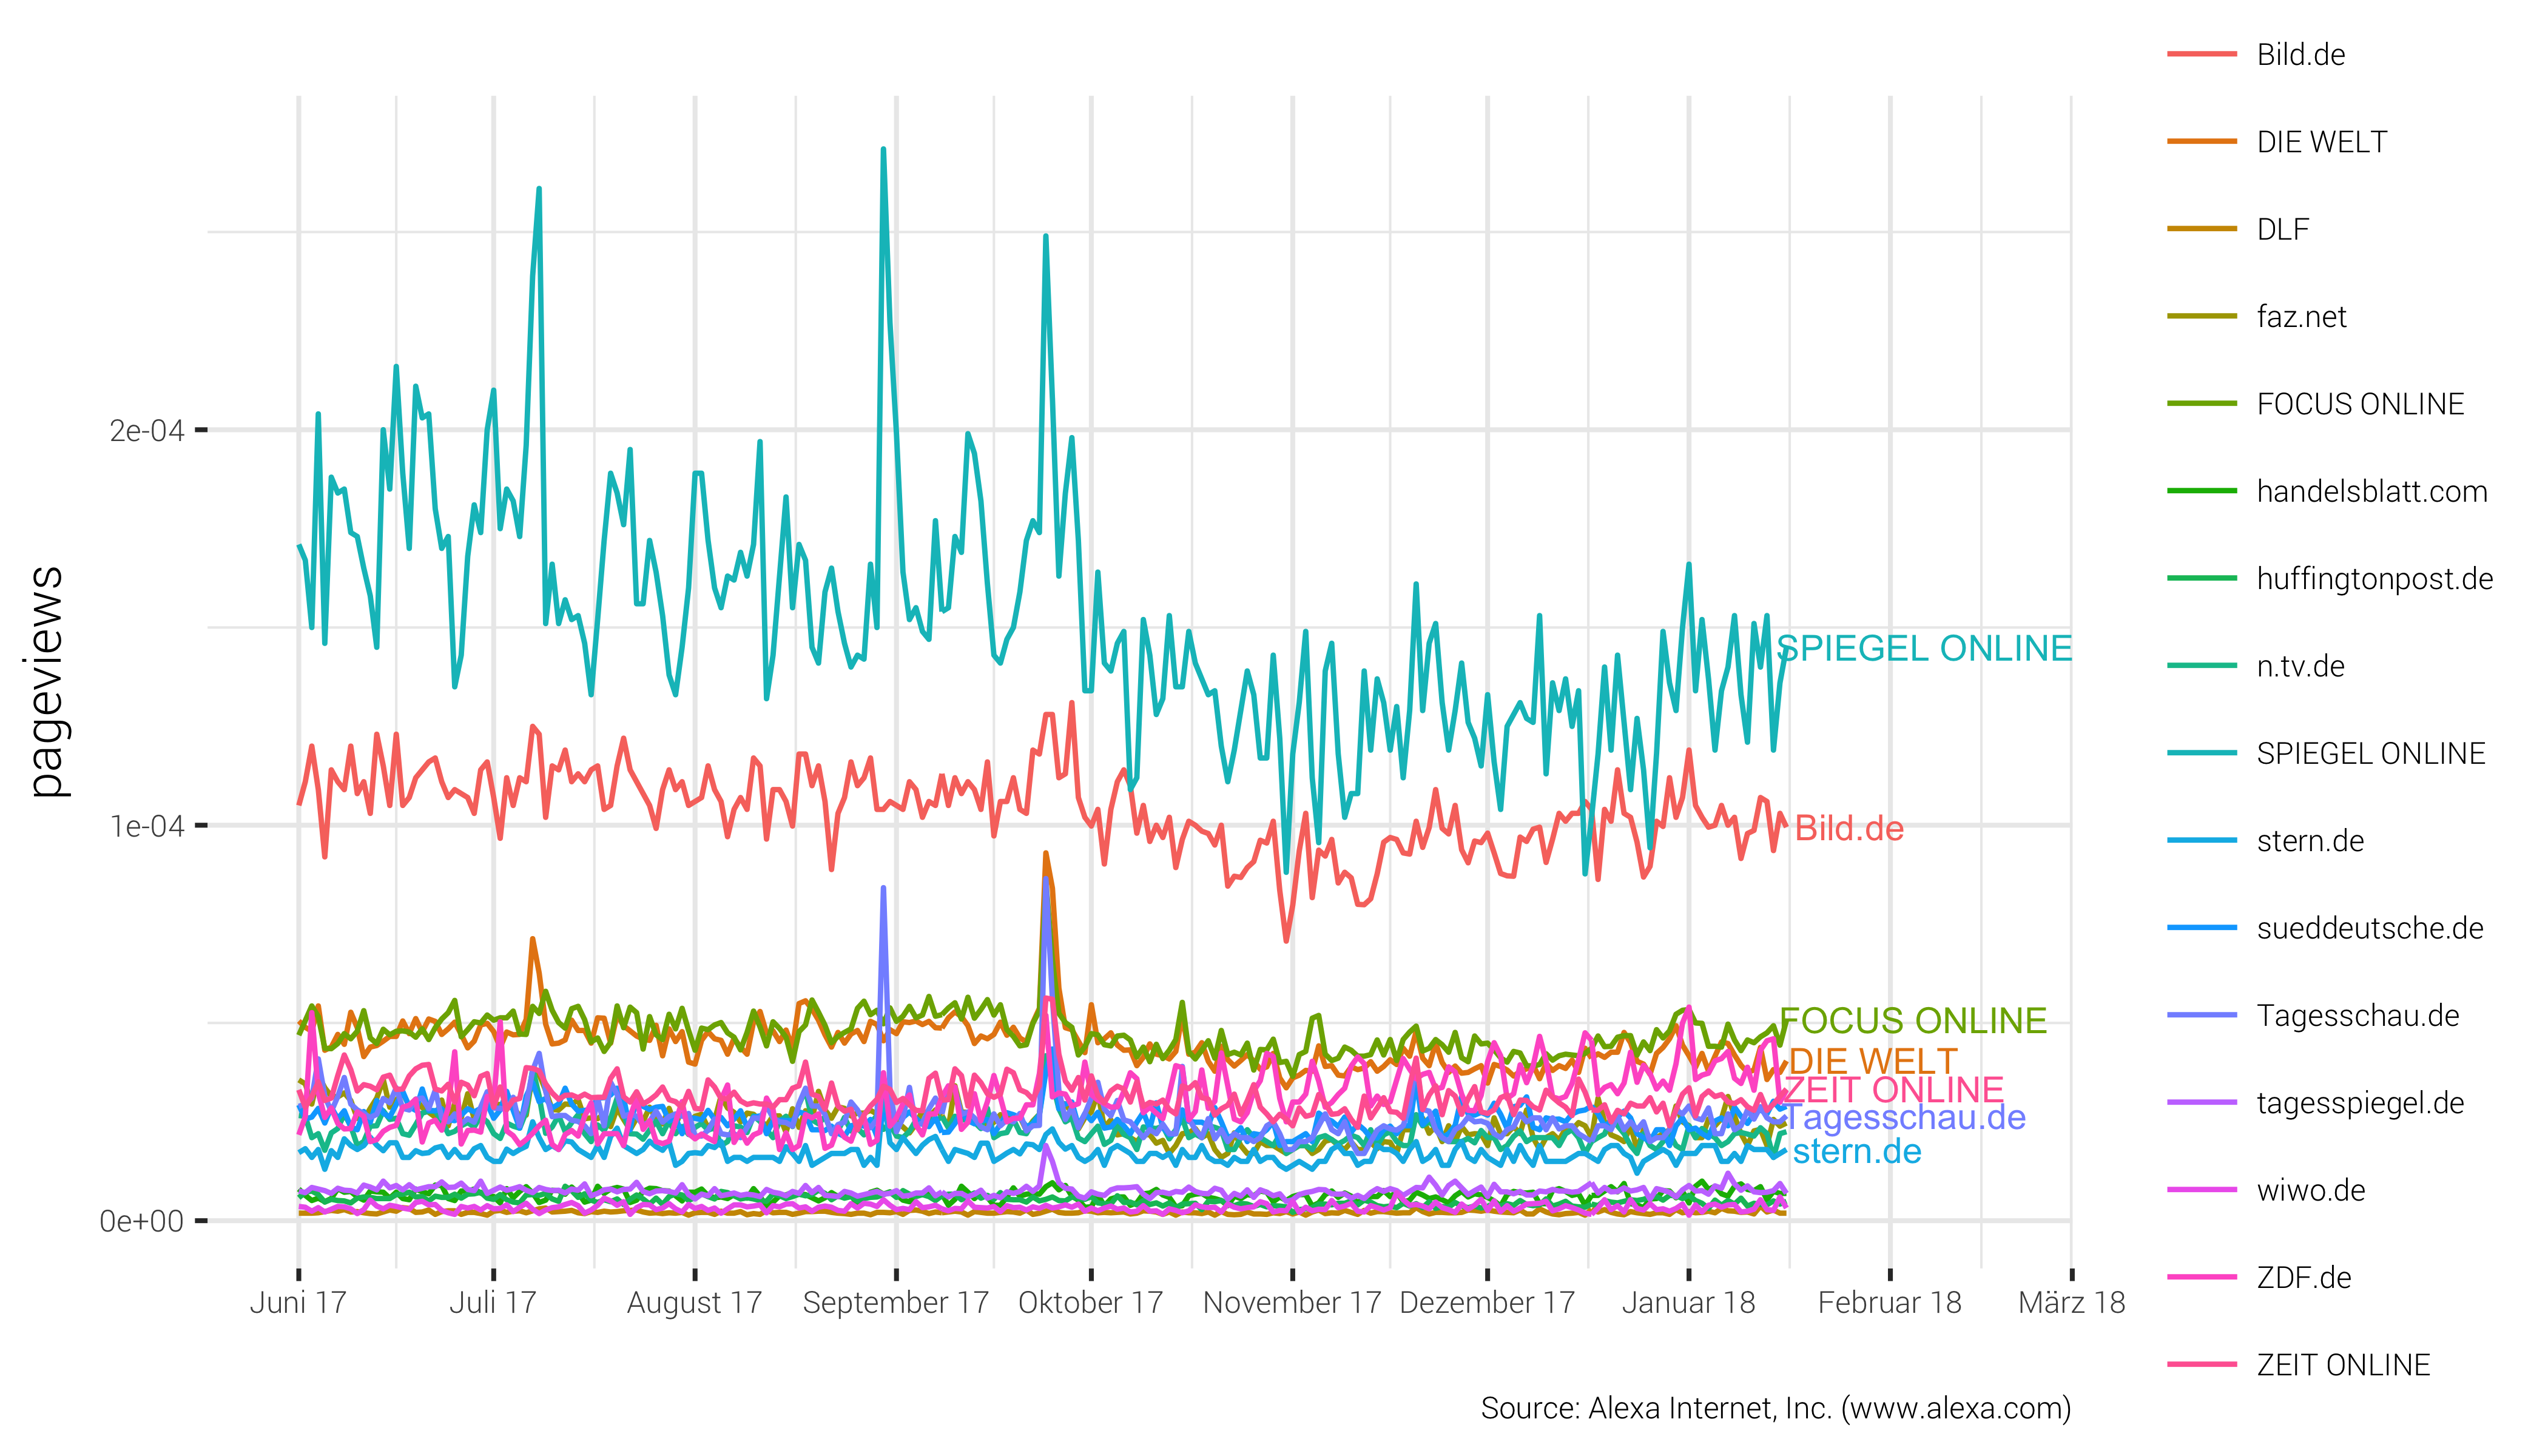 pageviews
2e-04
1e-04
0e+00
Juni 17
Juli 17
August 17
September 17
Oktober 17
November 17
Dezember 17
Januar 18
Februar 18
März 18
SPIEGEL ONLINE
Bild.de
FOCUS ONLINE
DIE WELT
ZEIT ONLINE
Tagesschau.de
stern.de
Bild.de
DIE WELT
DLF
faz.net
FOCUS ONLINE
handelsblatt.com
huffingtonpost.de
n.tv.de
SPIEGEL ONLINE
stern.de
sueddeutsche.de
Tagesschau.de
tagesspiegel.de
wiwo.de
ZDF.de
ZEIT ONLINE
Source: Alexa Internet, Inc. (www.alexa.com)